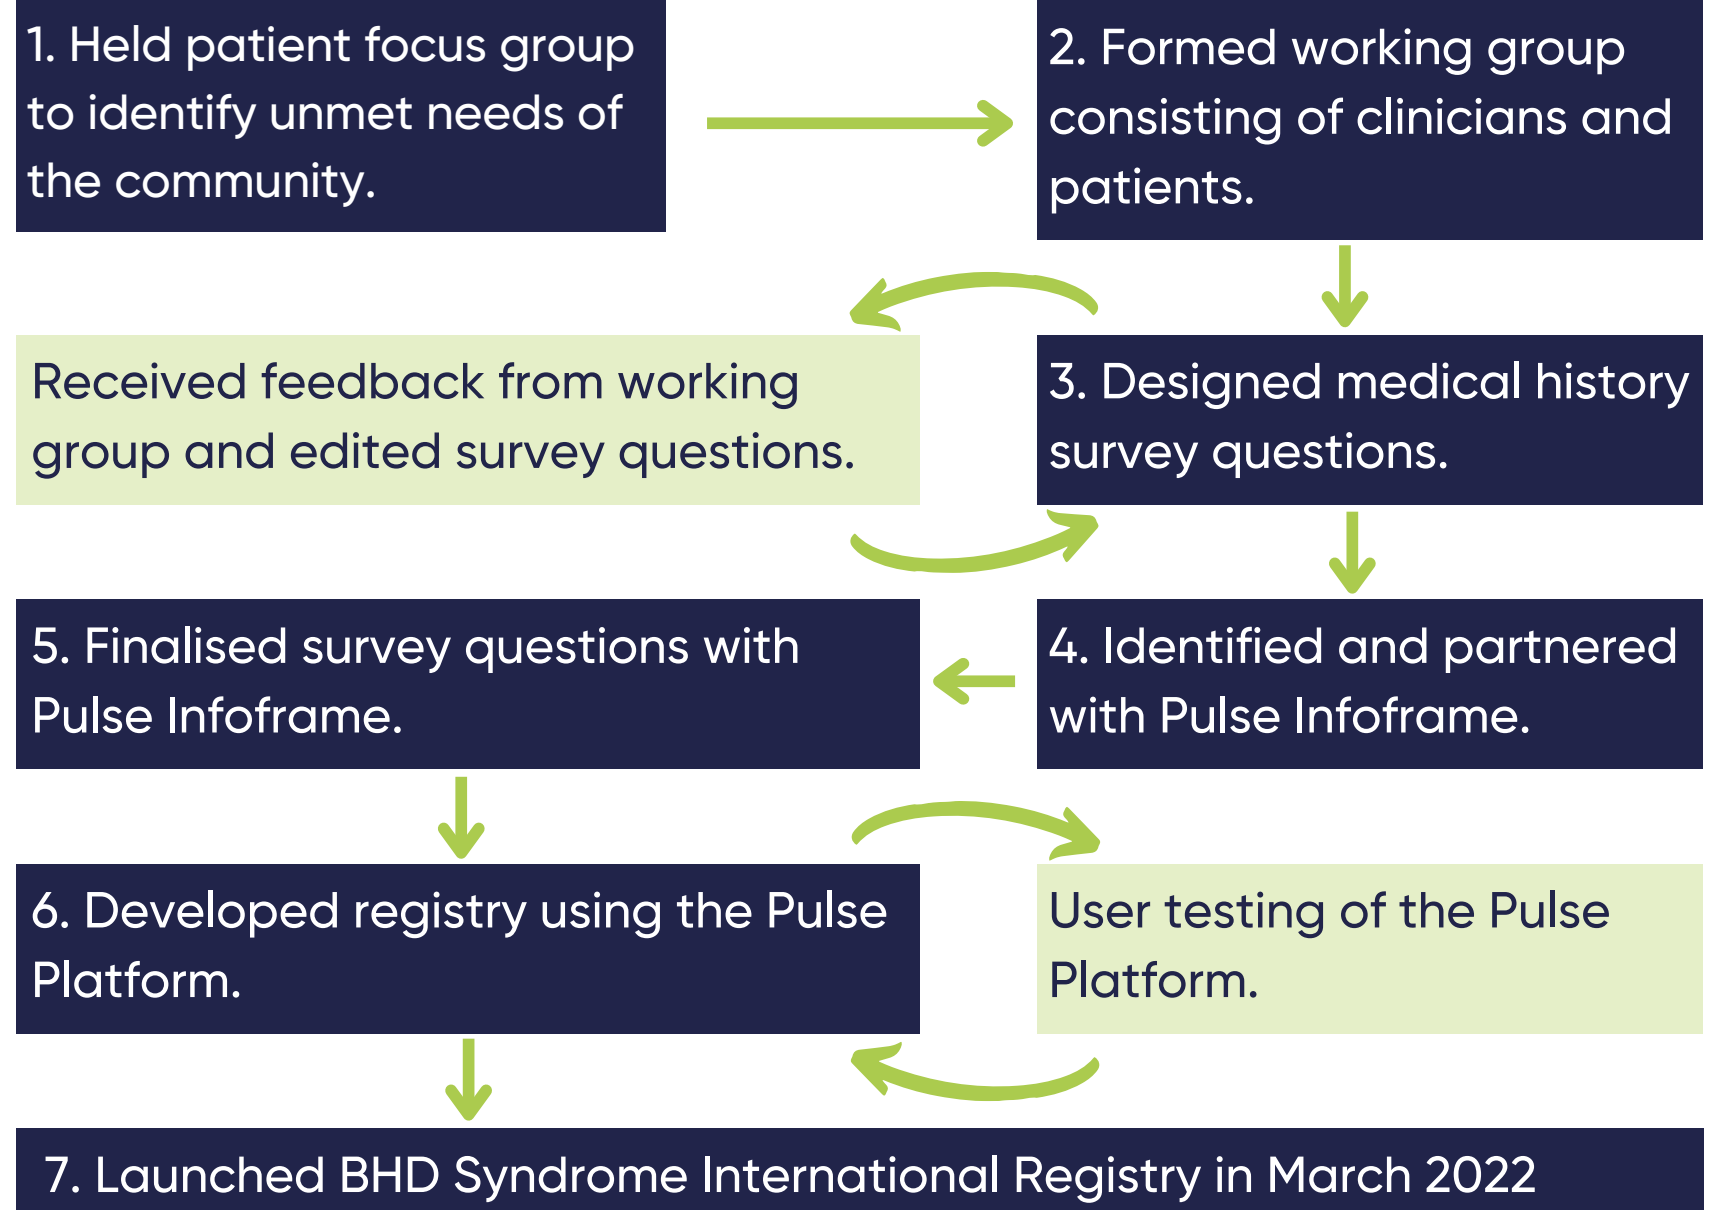 1. Held patient focus group
to identify unmet needs of
the community.
2. Formed working group
consisting of clinicians and
patients.
Received feedback from working
group and edited survey questions.
3. Designed medical history
survey questions.
5. Finalised survey questions with
Pulse Infoframe.
4. Identified and partnered
with Pulse Infoframe.
6. Developed registry using the Pulse
Platform.
User testing of the Pulse
Platform.
7. Launched BHD Syndrome International Registry in March 2022